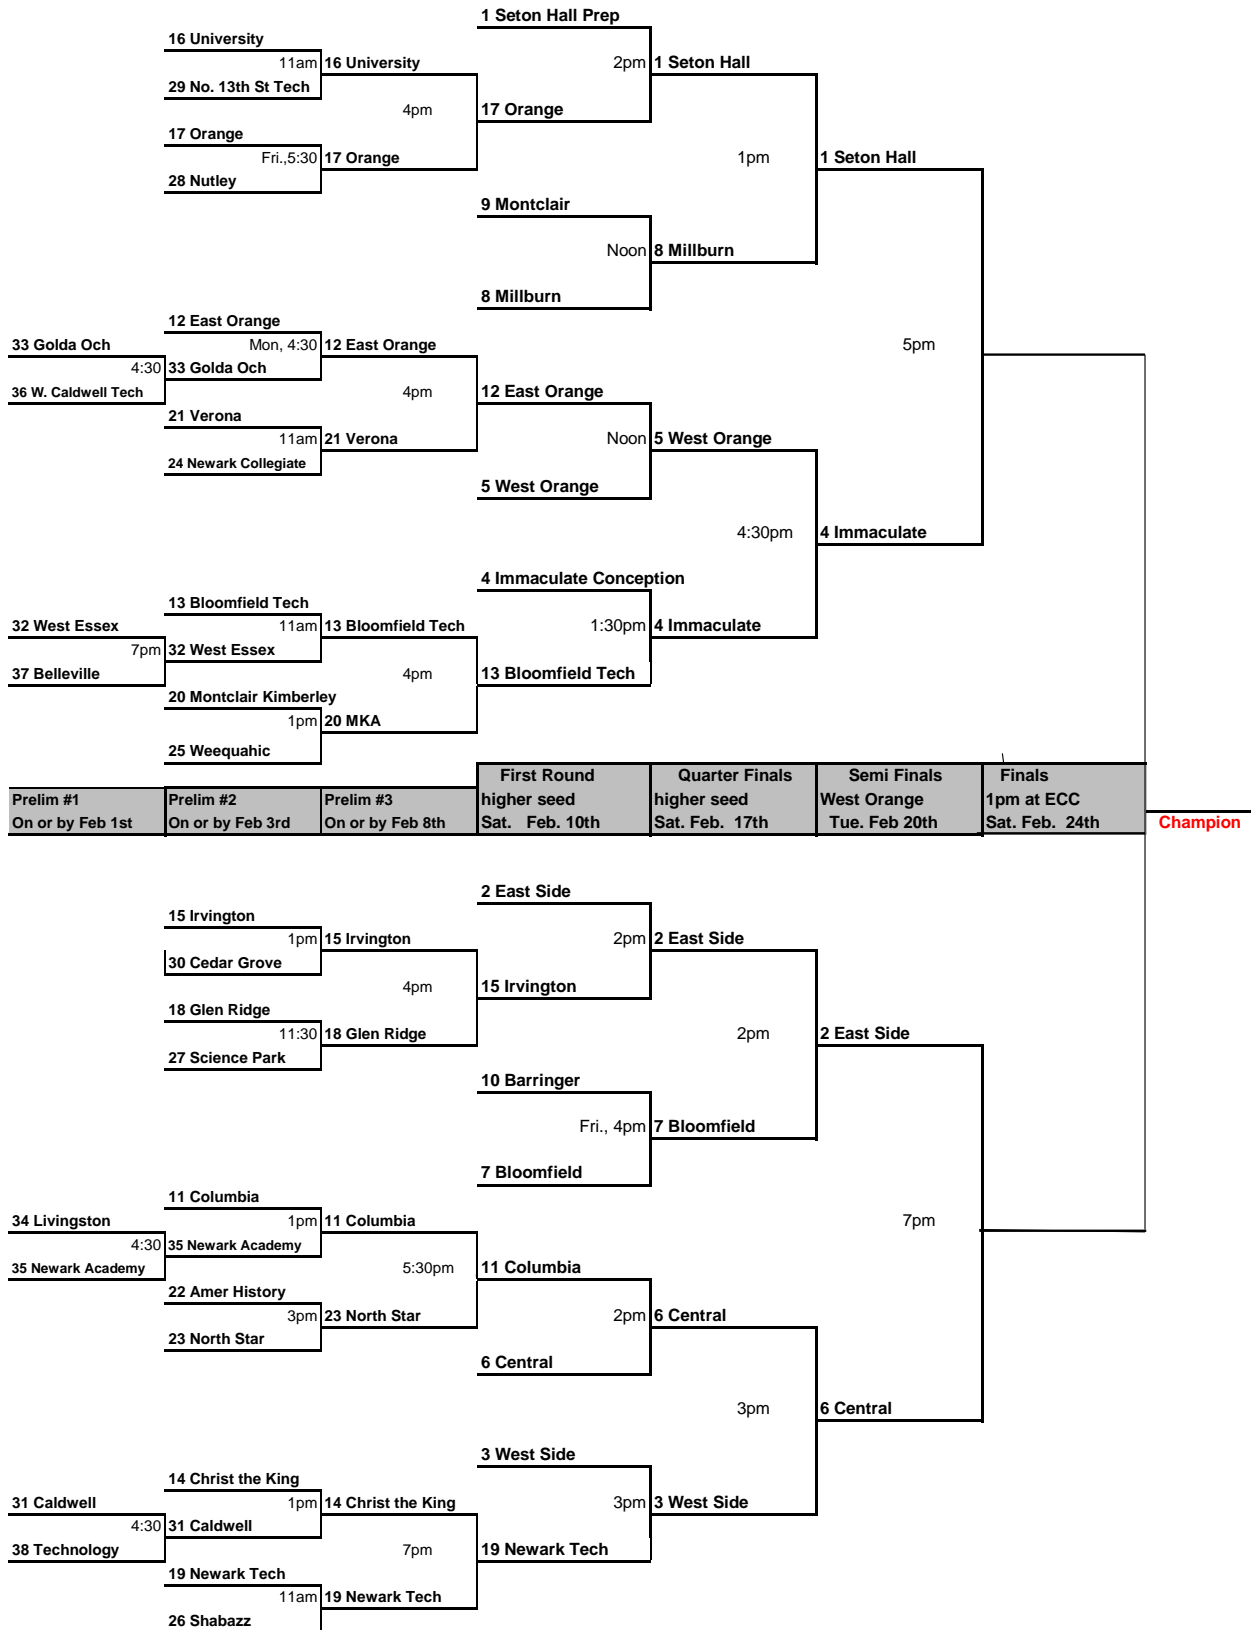 1 Seton Hall Prep
16 University
11am 16 University
2pm 1 Seton Hall
29 No. 13th St Tech
4pm 17 Orange
17 Orange
Fri.,5:30 17 Orange
1pm 1 Seton Hall
28 Nutley
9 Montclair
Noon 8 Millburn
8 Millburn
12 East Orange
33 Golda Och
Mon, 4:30 12 East Orange
5pm
4:30 33 Golda Och
36 W. Caldwell Tech
4pm 12 East Orange
21 Verona
11am 21 Verona
Noon 5 West Orange
24 Newark Collegiate
5 West Orange
4:30pm 4 Immaculate
4 Immaculate Conception
13 Bloomfield Tech
32 West Essex
11am 13 Bloomfield Tech
1:30pm 4 Immaculate
7pm 32 West Essex
37 Belleville
4pm 13 Bloomfield Tech
20 Montclair Kimberley
1pm 20 MKA
25 Weequahic
First Round Quarter Finals Semi Finals Finals
Prelim #1 Prelim #2 Prelim #3 higher seed higher seed West Orange 1pm at ECC
On or by Feb 1st On or by Feb 3rd On or by Feb 8th Sat. Feb. 10th Sat. Feb. 17th Tue. Feb 20th Sat. Feb. 24th Champion
2 East Side
15 Irvington
1pm 15 Irvington
2pm 2 East Side
30 Cedar Grove
4pm 15 Irvington
18 Glen Ridge
11:30 18 Glen Ridge
2pm 2 East Side
27 Science Park
10 Barringer
Fri., 4pm 7 Bloomfield
7 Bloomfield
11 Columbia
34 Livingston
1pm 11 Columbia
7pm
4:30 35 Newark Academy
35 Newark Academy
5:30pm 11 Columbia
22 Amer History
3pm 23 North Star
2pm 6 Central
23 North Star
6 Central
3pm 6 Central
3 West Side
14 Christ the King
31 Caldwell
1pm 14 Christ the King
3pm 3 West Side
4:30 31 Caldwell
38 Technology
7pm 19 Newark Tech
19 Newark Tech
11am 19 Newark Tech
26 Shabazz